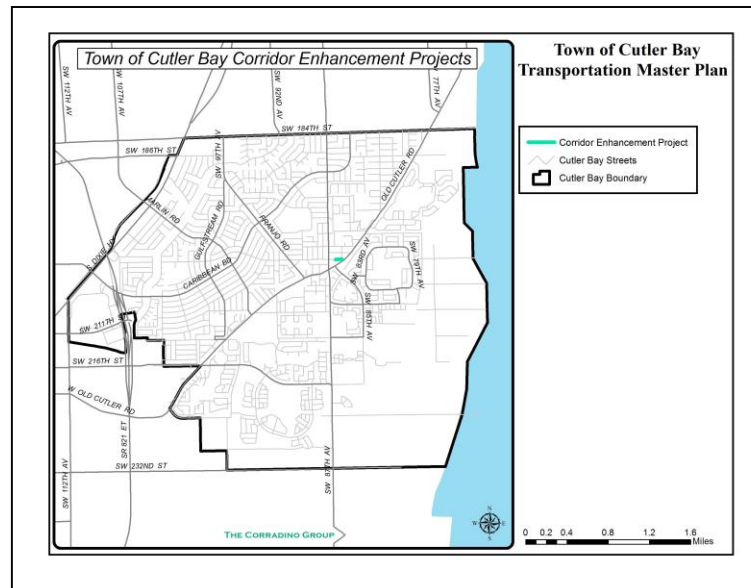 Town of Cutler Bay Corridor Enhancement Projects
Town of Cutler Bay
Transportation Master Plan
Corridor Enhancement Project
Cutler Bay Streets
Cutler Bay Boundary
SW 112TH AV
SW 107TH AV
SW 92ND AV
77TH AV
SW 184TH ST
SW 186TH ST
SW 97TH AV
OLD CUTLER RD
MARLIN RD
GULFSTREAM RD
FRANJO RD
CARIBBEAN BD
SW 83RD AV
SW 79TH AV
SW 85TH AV
SW 211TH ST
SW 216TH ST
W OLD CUTLER RD
SR 821 ET
SW 112TH AV
SW 232ND ST
SW 87TH AV
THE CORRADINO GROUP
N
W E
S
0 0.2 0.4 0.8 1.2 1.6
Miles